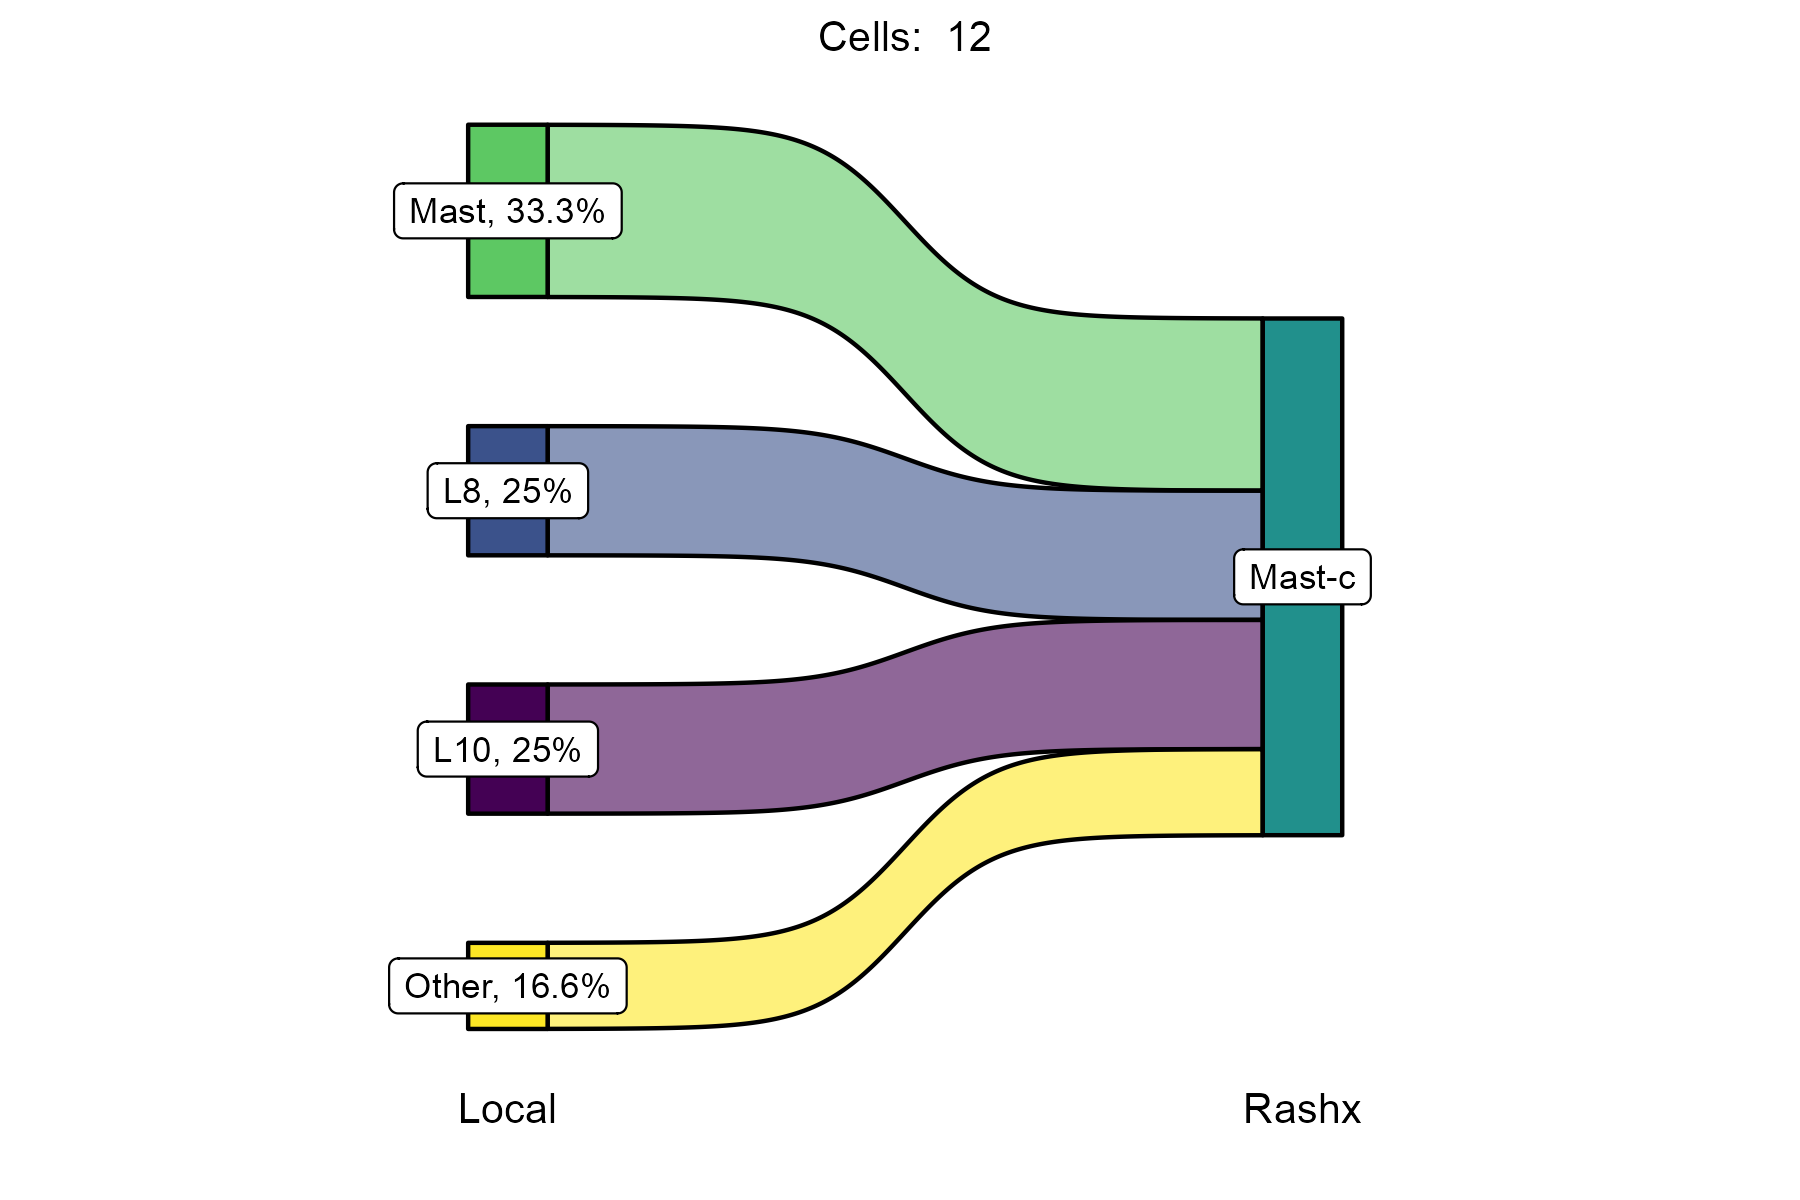 Cells:  12
Mast, 33.3%
L8, 25%
Mast-c
L10, 25%
Other, 16.6%
Local
Rashx